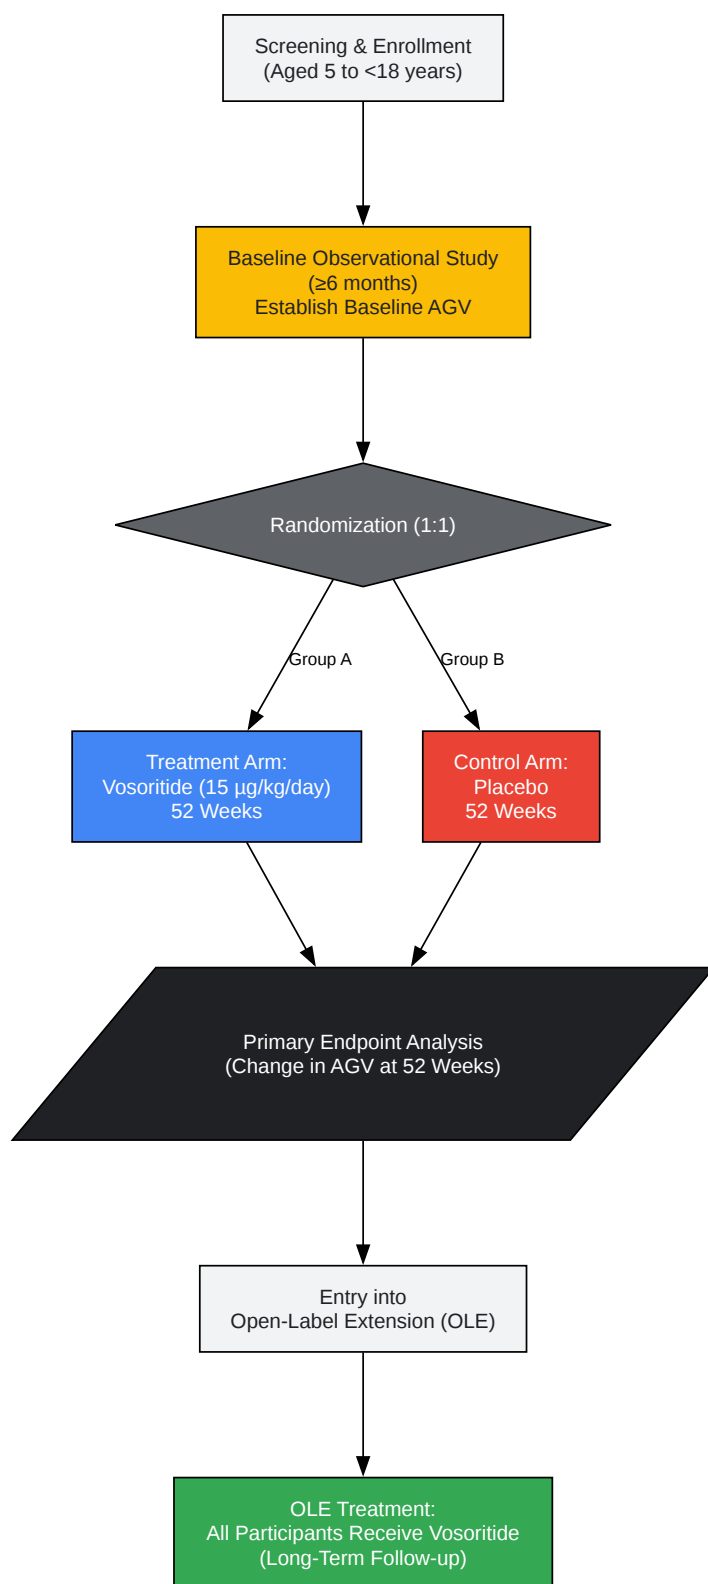 Screening & Enrollment
(Aged 5 to <18 years)
Baseline Observational Study
(≥6 months)
Establish Baseline AGV
Randomization (1:1)
Group A
Group B
Treatment Arm:
Vosoritide (15 µg/kg/day)
52 Weeks
Control Arm:
Placebo
52 Weeks
Primary Endpoint Analysis
(Change in AGV at 52 Weeks)
Entry into
Open-Label Extension (OLE)
OLE Treatment:
All Participants Receive Vosoritide
(Long-Term Follow-up)